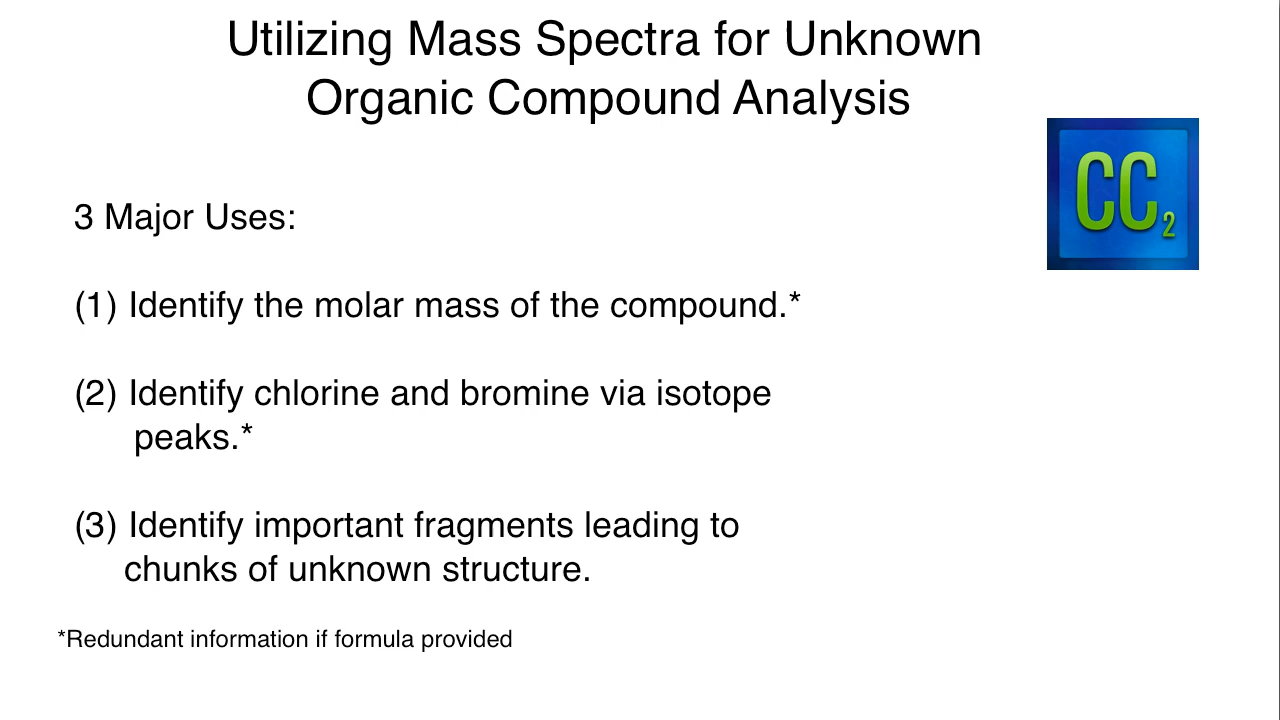 Utilizing Mass Spectra for Unknown
Organic Compound Analysis
CC2
3 Major Uses:
(1) Identify the molar mass of the compound.*
(2) Identify chlorine and bromine via isotope
peaks.*
(3) Identify important fragments leading to
chunks of unknown structure.
*Redundant information if formula provided